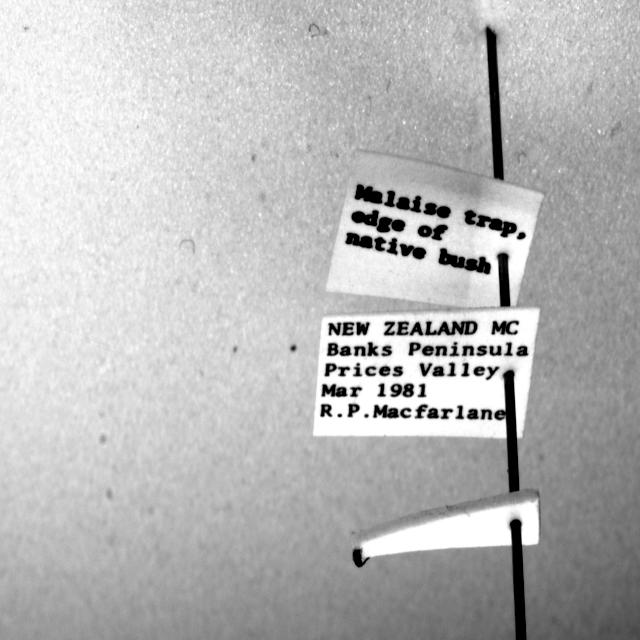 Malaise trap,
edge of
native bush
NEW ZEALAND MC
Banks Peninsula
Prices Valley
Mar 1981
R.P.Macfarlane